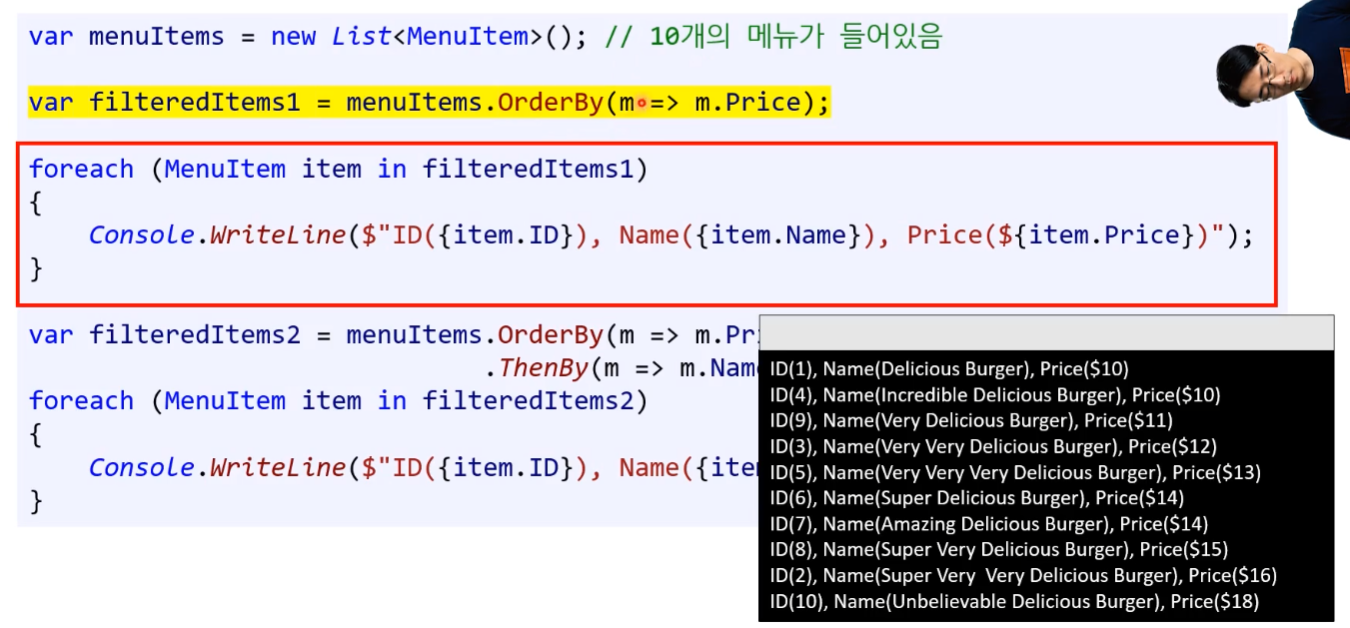 var menuItems = new List<MenuItem>(); // 10개의 메뉴가 들어있음
var filteredItems1 = menuItems.OrderBy(m => m.Price);
foreach (MenuItem item in filteredItems1)
{
Console.WriteLine($"ID({item.ID}), Name({item.Name}), Price(${item.Price})");
}
var filteredItems2 = menuItems.OrderBy(m => m.Pr
.ThenBy(m => m.Nam
foreach (MenuItem item in filteredItems2)
{
Console.WriteLine($"ID({item.ID}), Name({ite
}
ID(1), Name(Delicious Burger), Price($10)
ID(4), Name(Incredible Delicious Burger), Price($10)
ID(9), Name(Very Delicious Burger), Price($11)
ID(3), Name(Very Very Delicious Burger), Price($12)
ID(5), Name(Very Very Very Delicious Burger), Price($13)
ID(6), Name(Super Delicious Burger), Price($14)
ID(7), Name(Amazing Delicious Burger), Price($14)
ID(8), Name(Super Very Delicious Burger), Price($15)
ID(2), Name(Super Very  Very Delicious Burger), Price($16)
ID(10), Name(Unbelievable Delicious Burger), Price($18)